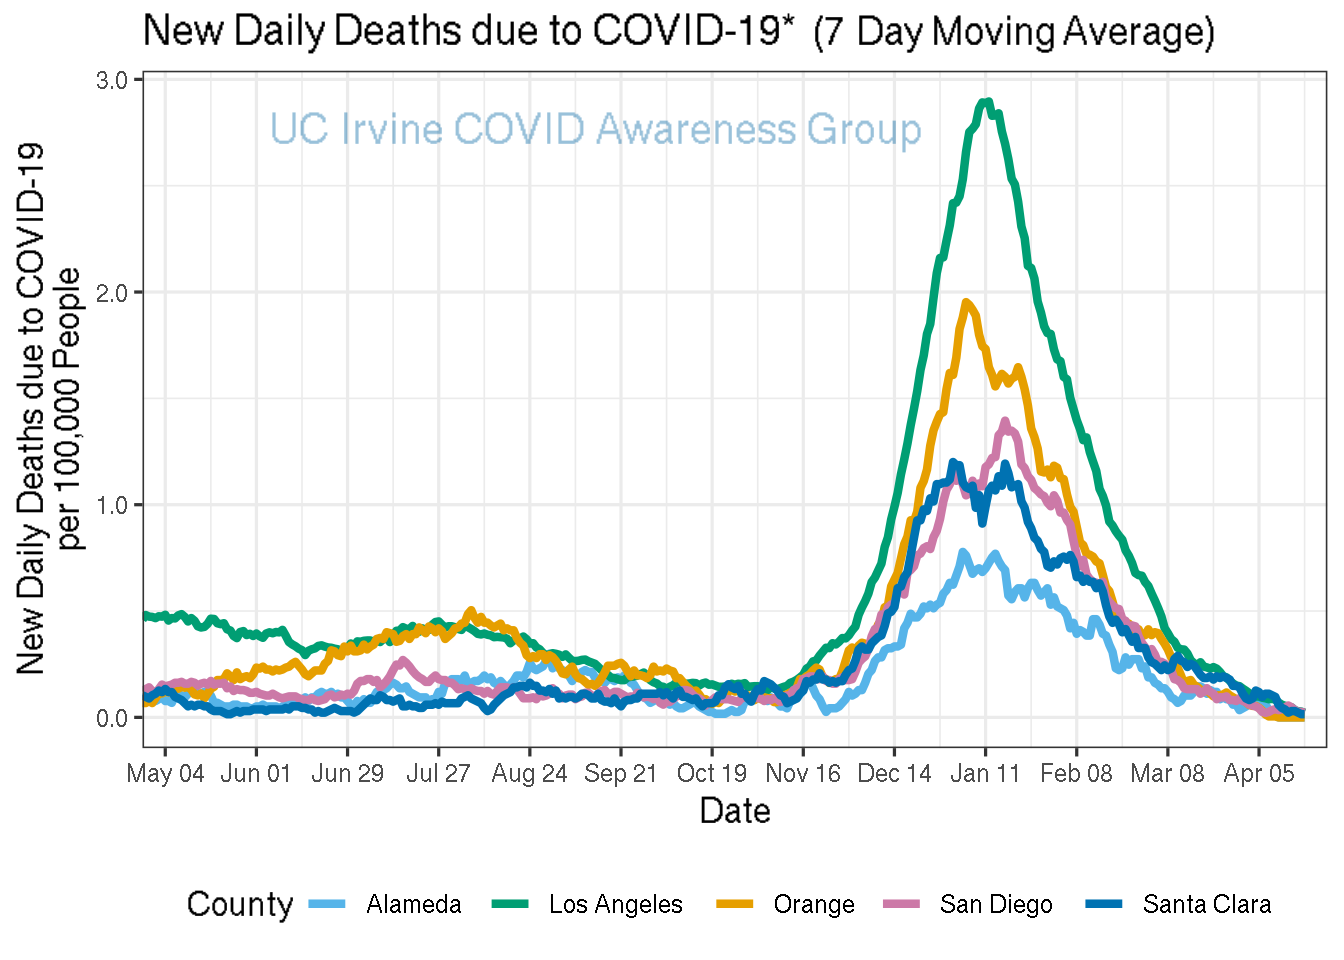 New Daily Deaths due to COVID-19* (7 Day Moving Average)
UC Irvine COVID Awareness Group
New Daily Deaths due to COVID-19
per 100,000 People
3.0
2.0
1.0
0.0
May 04 Jun 01 Jun 29 Jul 27 Aug 24 Sep 21 Oct 19 Nov 16 Dec 14 Jan 11 Feb 08 Mar 08 Apr 05
Date
County Alameda Los Angeles Orange San Diego Santa Clara